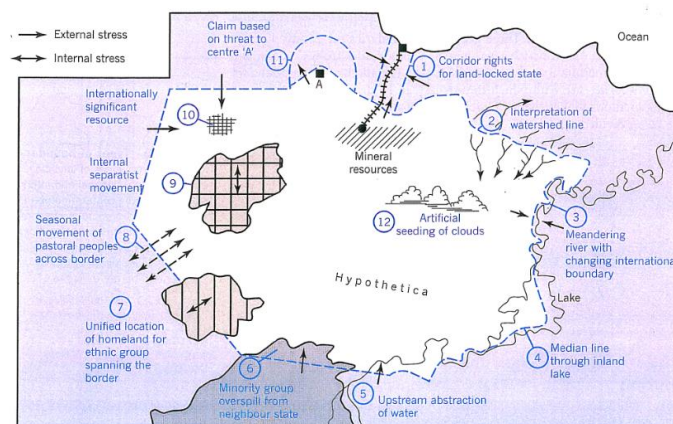 External stress
Internal stress
Claim based
on threat to
centre 'A'
11
A
1
Corridor rights
for land-locked
state
Ocean
Internationally
significant
resource
10
Mineral
resources
2
Interpretation of
watershed line
Internal
separatist
movement
9
12
Artificial
seeding of clouds
3
Meandering
river with
changing international
boundary
Seasonal
movement of
pastoral peoples
across border
8
Hypothetica
Lake
7
Unified location
of homeland for
ethnic group
spanning the
border
6
Minority group
overspill from
neighbour state
5
Upstream abstraction
of water
4
Median line
through inland
lake